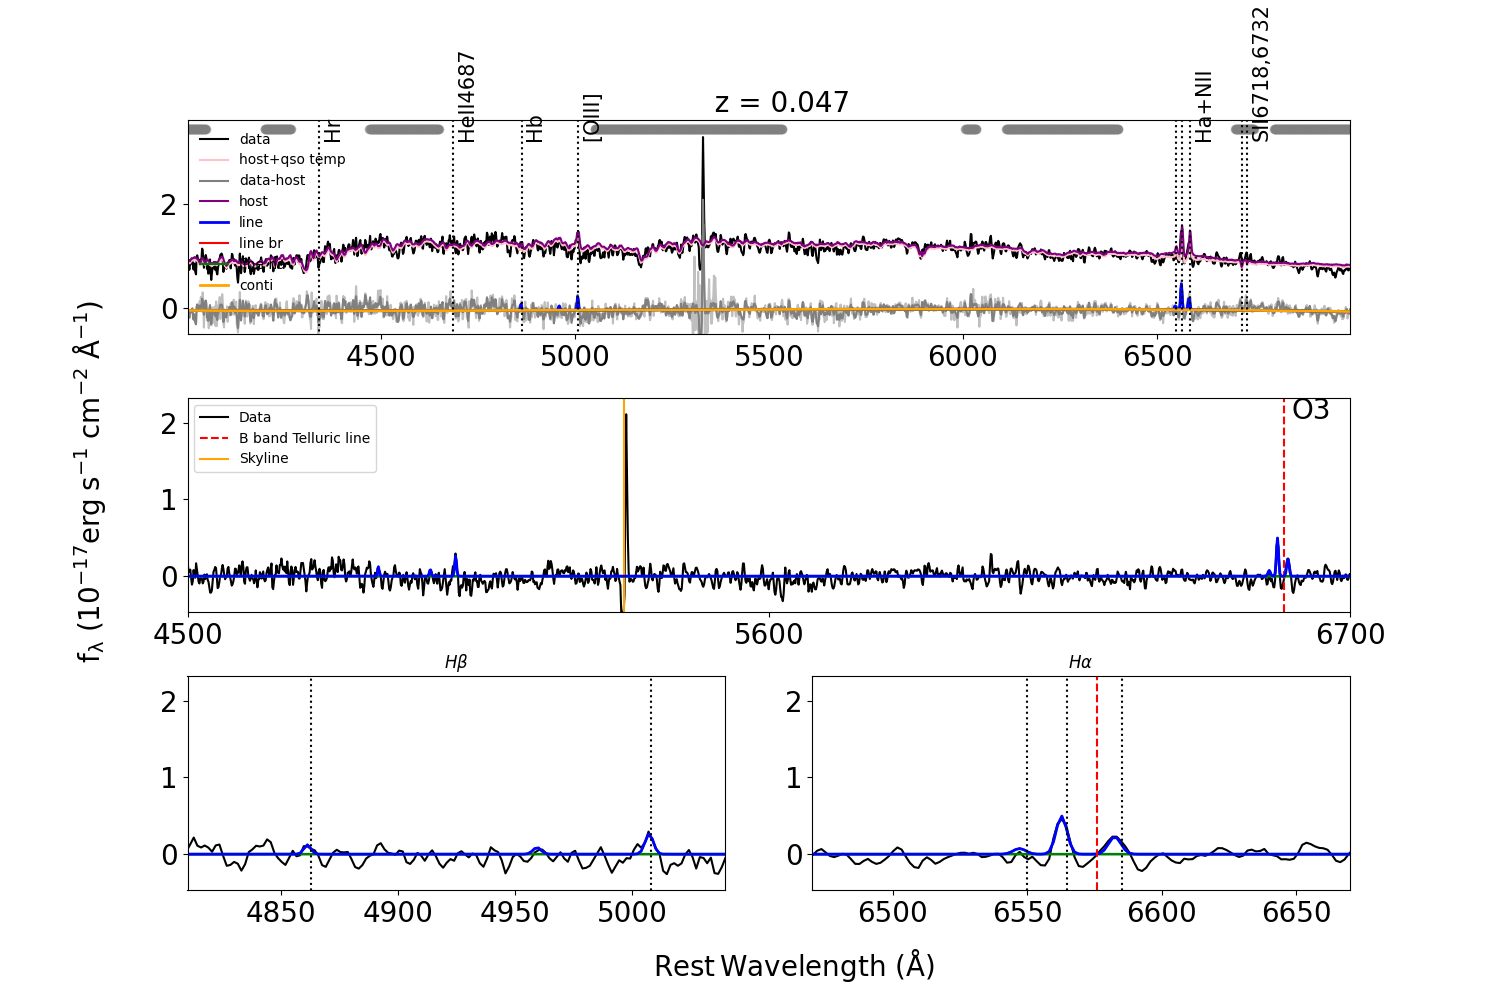 z = 0.047
Hr
HeII4687
Hb
[OIII]
Ha+NII
SII6718,6732
data
host+qso temp
data-host
host
line
line br
conti
2
0
4500 5000 5500 6000 6500
Data
B band Telluric line
Skyline
O3
2
1
0
4500 5600 6700
fλ (10⁻¹⁷erg s⁻¹ cm⁻² Å⁻¹)
Hβ
Hα
2
1
0
4850 4900 4950 5000
2
1
0
6500 6550 6600 6650
Rest Wavelength (Å)